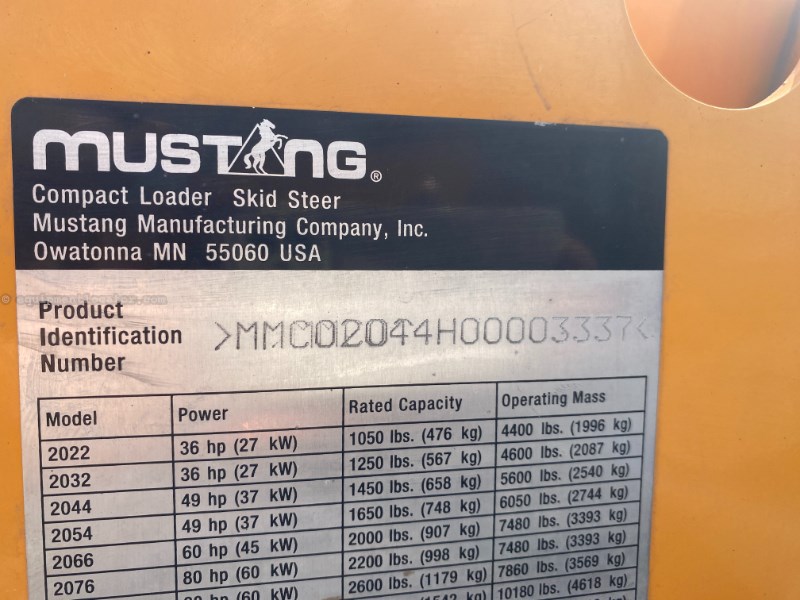 MUSTANG®
Compact Loader Skid Steer
Mustang Manufacturing Company, Inc.
Owatonna MN 55060 USA
Product
Identification
Number
>MMC02044H00003337<
Model Power Rated Capacity Operating Mass
2022 36 hp (27 kW) 1050 lbs. (476 kg) 4400 lbs. (1996 kg)
2032 36 hp (27 kW) 1250 lbs. (567 kg) 4600 lbs. (2087 kg)
2044 49 hp (37 kW) 1450 lbs. (658 kg) 5600 lbs. (2540 kg)
2054 49 hp (37 kW) 1650 lbs. (748 kg) 6050 lbs. (2744 kg)
2066 60 hp (45 kW) 2000 lbs. (907 kg) 7480 lbs. (3393 kg)
2076 80 hp (60 kW) 2200 lbs. (998 kg) 7480 lbs. (3393 kg)
(60 kW) 2600 lbs. (1179 kg) 7860 lbs. (3569 kg)
10180 lbs. (4618 kg)